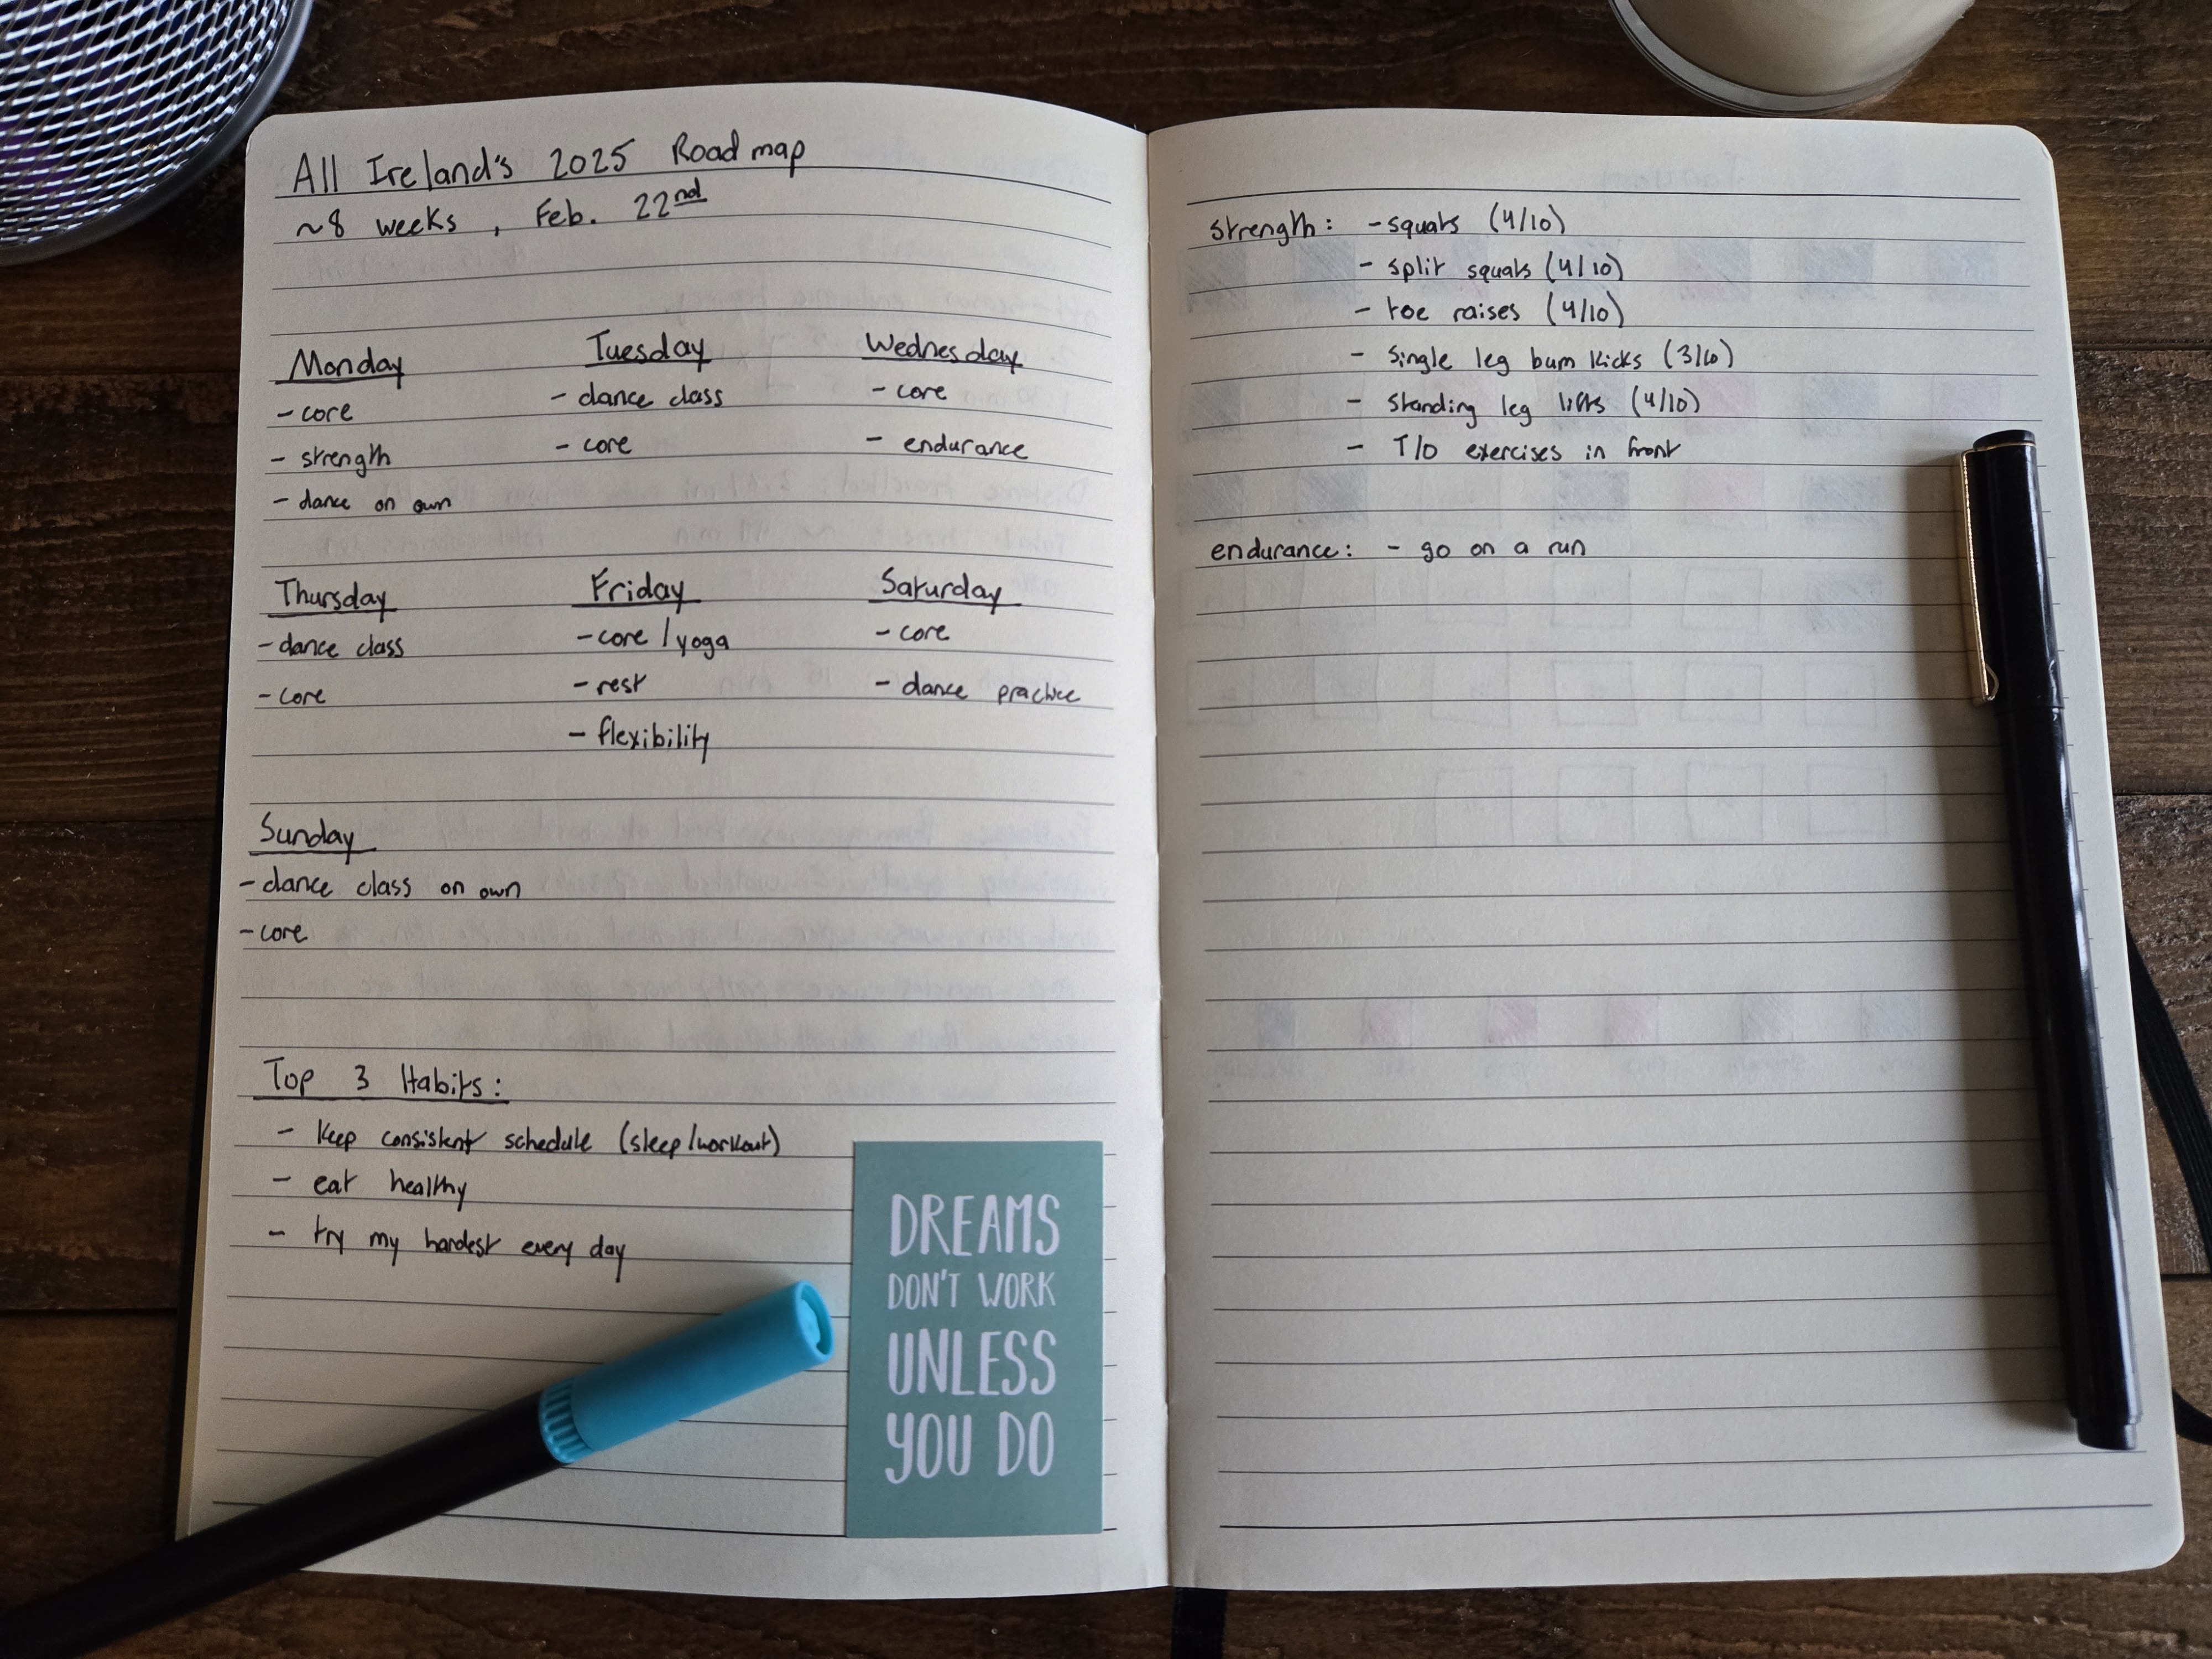 All Ireland's 2025 Roadmap
~8 weeks, Feb. 22nd
Monday
- core
- strength
- dance on own
Tuesday
- dance class
- core
Wednesday
- core
- endurance
Thursday
- dance class
- core
Friday
- core / yoga
- rest
- flexibility
Saturday
- core
- dance practice
Sunday
- dance class on own
- core
Top 3 Habits:
- Keep consistent schedule (sleep/workout)
- eat healthy
- try my hardest every day
DREAMS
DON'T WORK
UNLESS
YOU DO
strength: - squats (4/10)
- split squats (4/10)
- toe raises (4/10)
- single leg bum kicks (3/10)
- standing leg lifts (4/10)
- T/O exercises in front
endurance: - go on a run